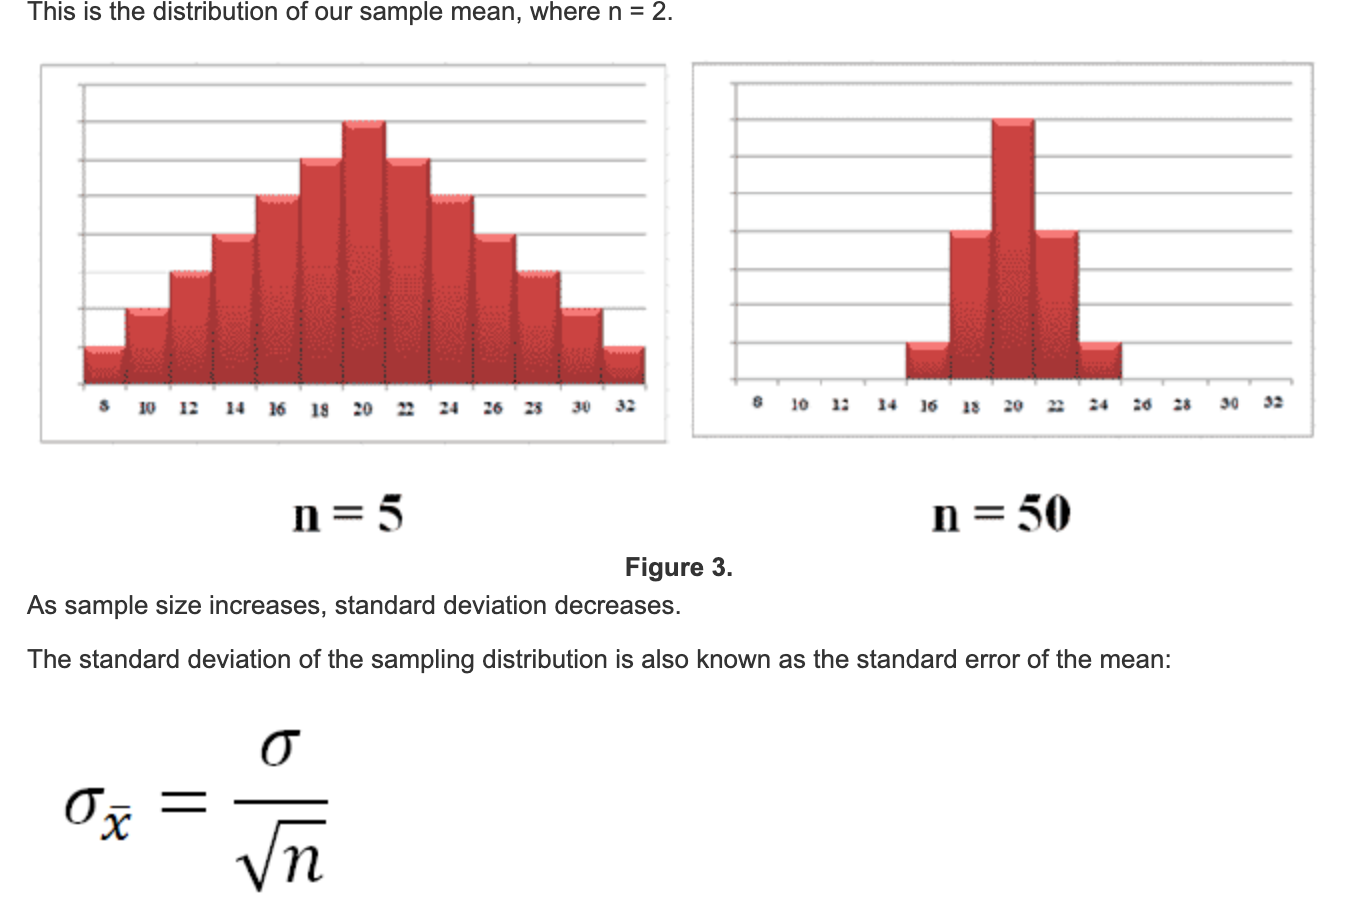 This is the distribution of our sample mean, where n = 2.
8 10 12 14 16 18 20 22 24 26 28 30 32
8 10 12 14 16 18 20 22 24 26 28 30 32
n = 5
n = 50
Figure 3.
As sample size increases, standard deviation decreases.
The standard deviation of the sampling distribution is also known as the standard error of the mean:
σx̄ = σ/√n